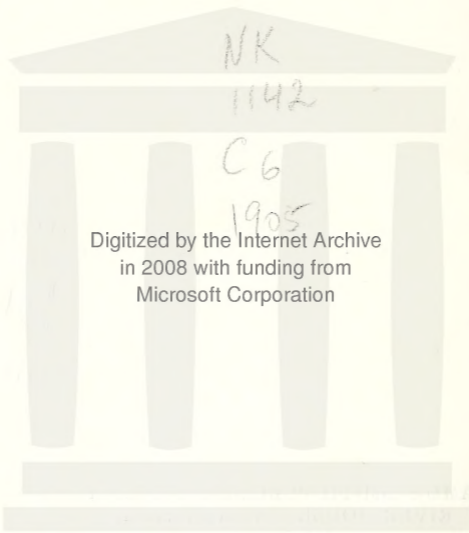 NK
1142
C6
1905
Digitized by the Internet Archive
in 2008 with funding from
Microsoft Corporation